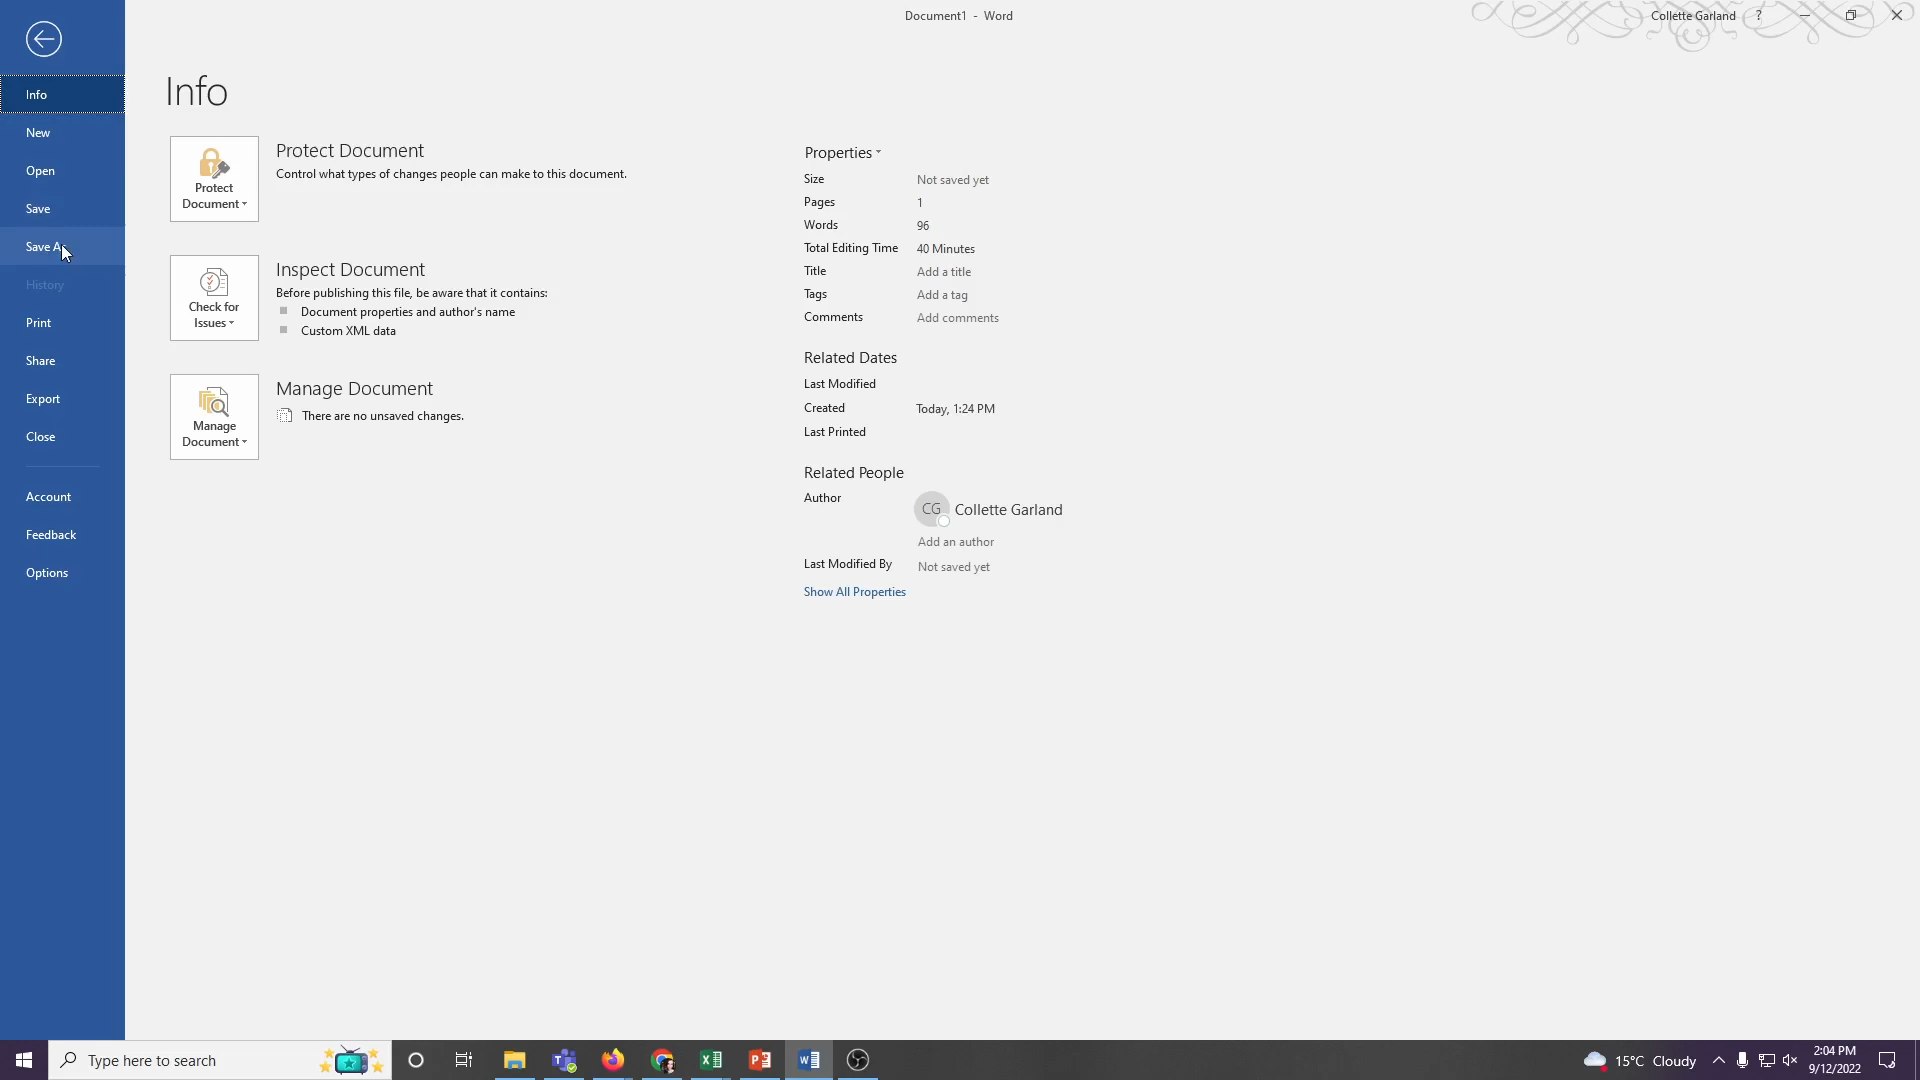 Document1 - Word
Collette Garland ?
Info
New
Open
Save
Save As
History
Print
Share
Export
Close
Account
Feedback
Options
Info
Protect
Document
Protect Document
Control what types of changes people can make to this document.
Check for
Issues
Inspect Document
Before publishing this file, be aware that it contains:
Document properties and author's name
Custom XML data
Manage
Document
Manage Document
There are no unsaved changes.
Properties
Size Not saved yet
Pages 1
Words 96
Total Editing Time 40 Minutes
Title Add a title
Tags Add a tag
Comments Add comments
Related Dates
Last Modified
Created Today, 1:24 PM
Last Printed
Related People
Author CG Collette Garland
Add an author
Last Modified By Not saved yet
Show All Properties
Type here to search
15°C Cloudy
2:04 PM
9/12/2022